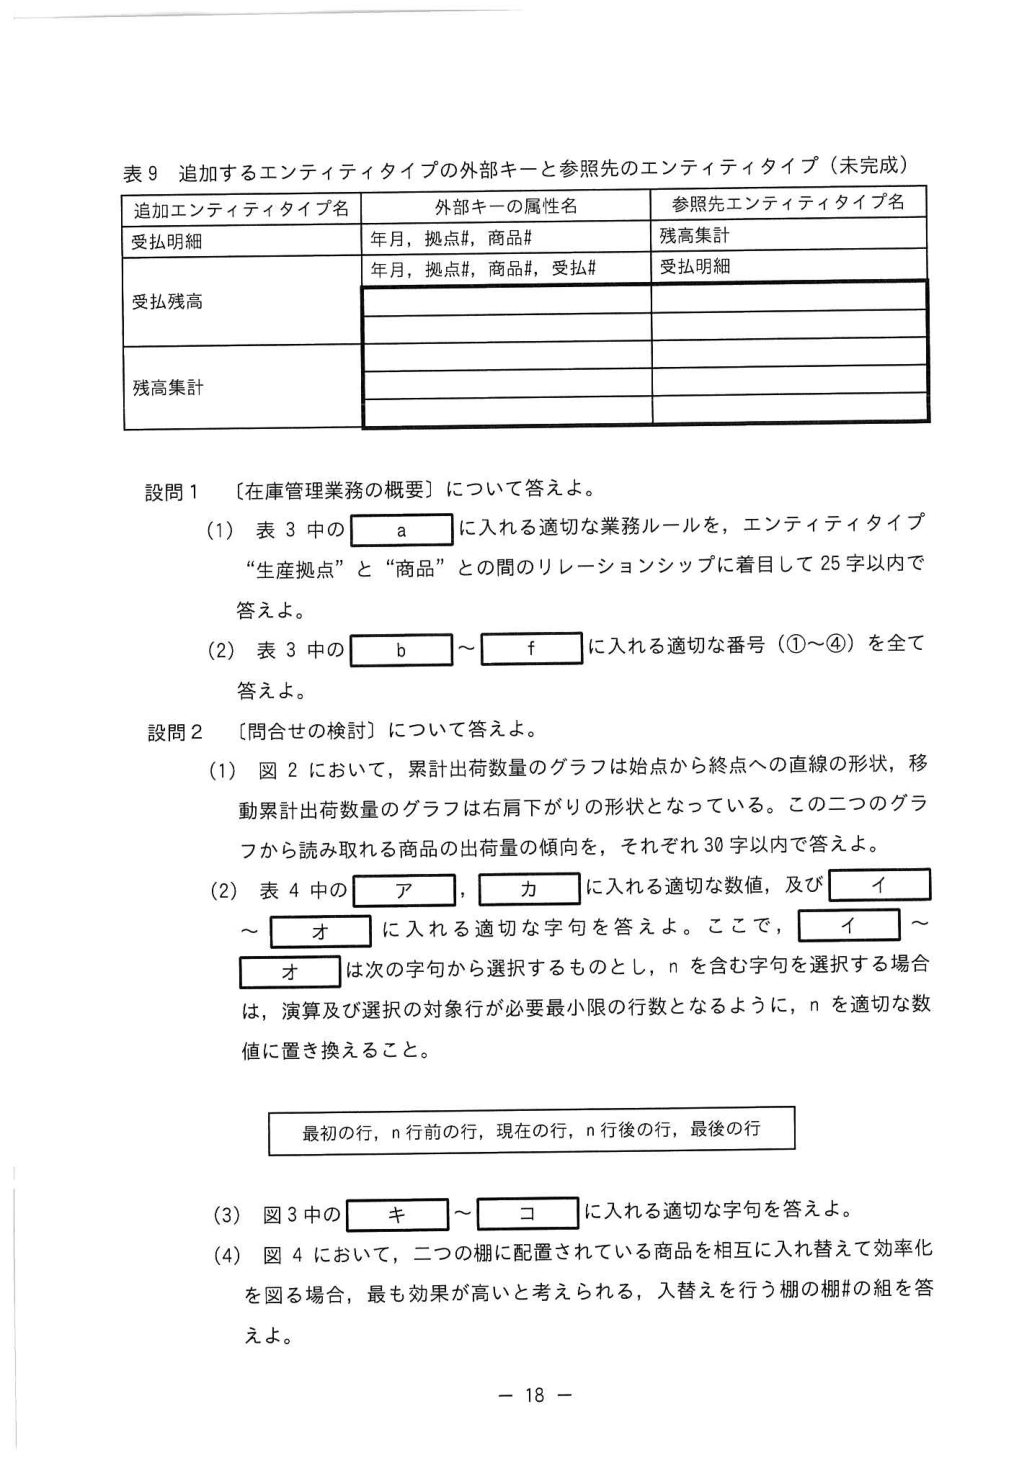 表9 追加するエンティティタイプの外部キーと参照先のエンティティタイプ（未完成）
追加エンティティタイプ名 外部キーの属性名 参照先エンティティタイプ名
受払明細 年月，拠点#，商品# 残高集計
受払残高 年月，拠点#，商品#，受払# 受払明細
残高集計
設問1 〔在庫管理業務の概要〕について答えよ。
(1) 表 3 中の a に入れる適切な業務ルールを，エンティティタイプ
“生産拠点”と“商品”との間のリレーションシップに着目して 25 字以内で
答えよ。
(2) 表 3 中の b ～ f に入れる適切な番号（①～④）を全て
答えよ。
設問2 〔問合せの検討〕について答えよ。
(1) 図 2 において，累計出荷数量のグラフは始点から終点への直線の形状，移
動累計出荷数量のグラフは右肩下がりの形状となっている。この二つのグラ
フから読み取れる商品の出荷量の傾向を，それぞれ 30 字以内で答えよ。
(2) 表 4 中の ア ， カ に入れる適切な数値，及び イ
～ オ に入れる適切な字句を答えよ。ここで， イ ～
オ は次の字句から選択するものとし，n を含む字句を選択する場合
は，演算及び選択の対象行が必要最小限の行数となるように，n を適切な数
値に置き換えること。
最初の行，n 行前の行，現在の行，n 行後の行，最後の行
(3) 図 3 中の キ ～ コ に入れる適切な字句を答えよ。
(4) 図 4 において，二つの棚に配置されている商品を相互に入れ替えて効率化
を図る場合，最も効果が高いと考えられる，入替えを行う棚の棚#の組を答
えよ。
－ 18 －